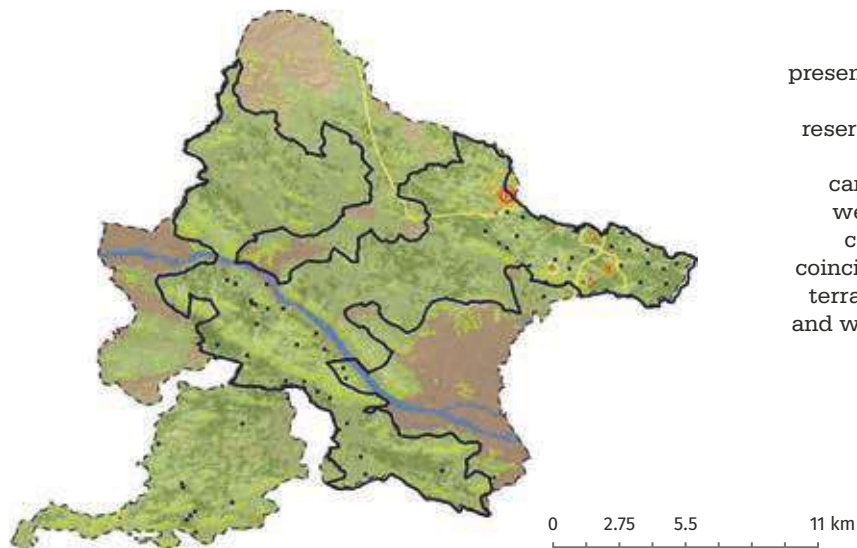 presen
reser
car
we
c
coinci
terra
and w
0 2.75 5.5 11 km